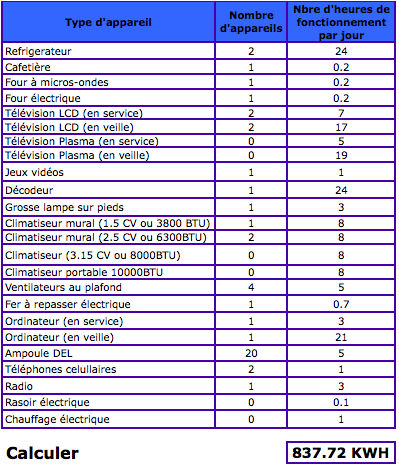 Type d'appareil Nombre d'appareils Nbre d'heures de fonctionnement par jour
Refrigerateur 2 24
Cafetière 1 0.2
Four à micros-ondes 1 0.2
Four électrique 1 0.2
Télévision LCD (en service) 2 7
Télévision LCD (en veille) 2 17
Télévision Plasma (en service) 0 5
Télévision Plasma (en veille) 0 19
Jeux vidéos 1 1
Décodeur 1 24
Grosse lampe sur pieds 1 3
Climatiseur mural (1.5 CV ou 3800 BTU) 1 8
Climatiseur mural (2.5 CV ou 6300BTU) 2 8
Climatiseur (3.15 CV ou 8000BTU) 0 8
Climatiseur portable 10000BTU 0 8
Ventilateurs au plafond 4 5
Fer à repasser électrique 1 0.7
Ordinateur (en service) 1 3
Ordinateur (en veille) 1 21
Ampoule DEL 20 5
Téléphones celullaires 2 1
Radio 1 3
Rasoir électrique 0 0.1
Chauffage électrique 0 1
Calculer 837.72 KWH